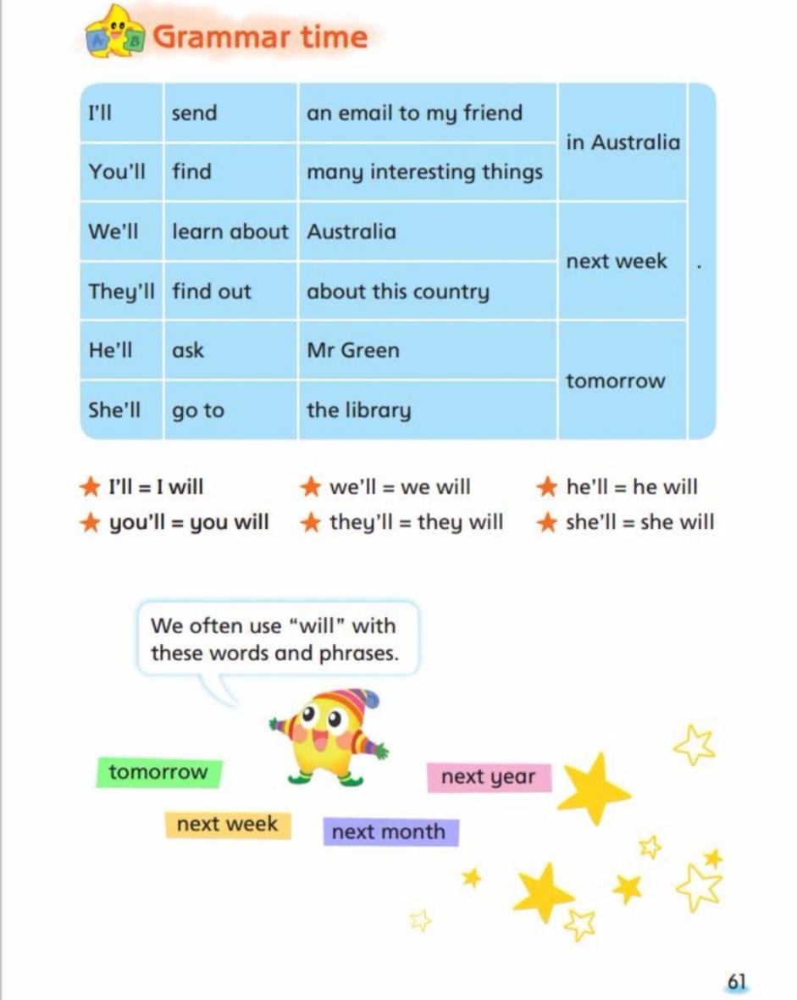 A B Grammar time
I'll send an email to my friend
in Australia
You'll find many interesting things
We'll learn about Australia
next week .
They'll find out about this country
He'll ask Mr Green
tomorrow
She'll go to the library
I'll = I will we'll = we will he'll = he will
you'll = you will they'll = they will she'll = she will
We often use “will” with
these words and phrases.
tomorrow
next year
next week
next month
61